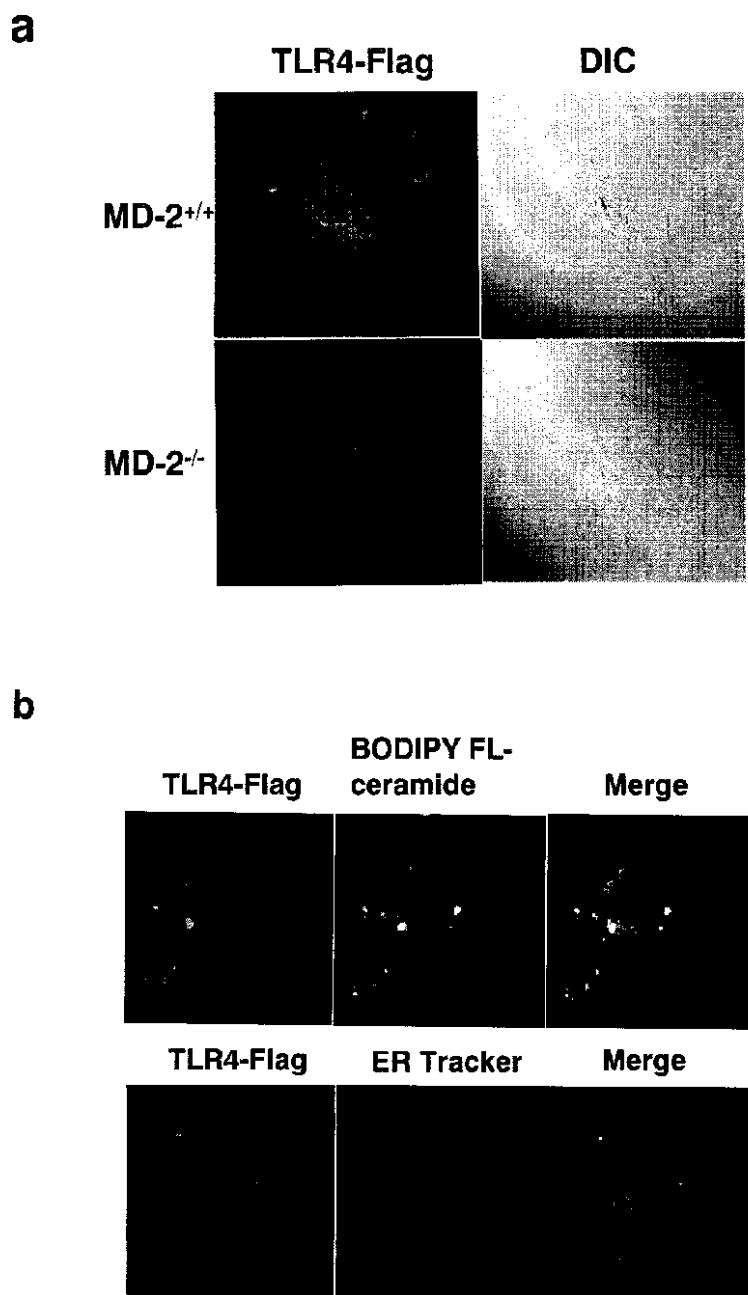 a
TLR4-Flag DIC
MD-2+/+
MD-2-/-
b
TLR4-Flag BODIPY FL-ceramide Merge
TLR4-Flag ER Tracker Merge